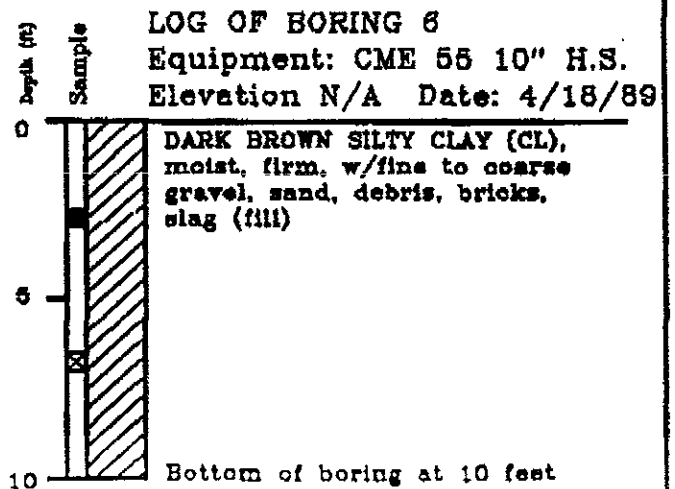 Depth (ft)
Sample
LOG OF BORING 6
Equipment: CME 55 10" H.S.
Elevation N/A Date: 4/18/89
0
DARK BROWN SILTY CLAY (CL),
moist, firm, w/fine to coarse
gravel, sand, debris, bricks,
slag (fill)
5
10
Bottom of boring at 10 feet